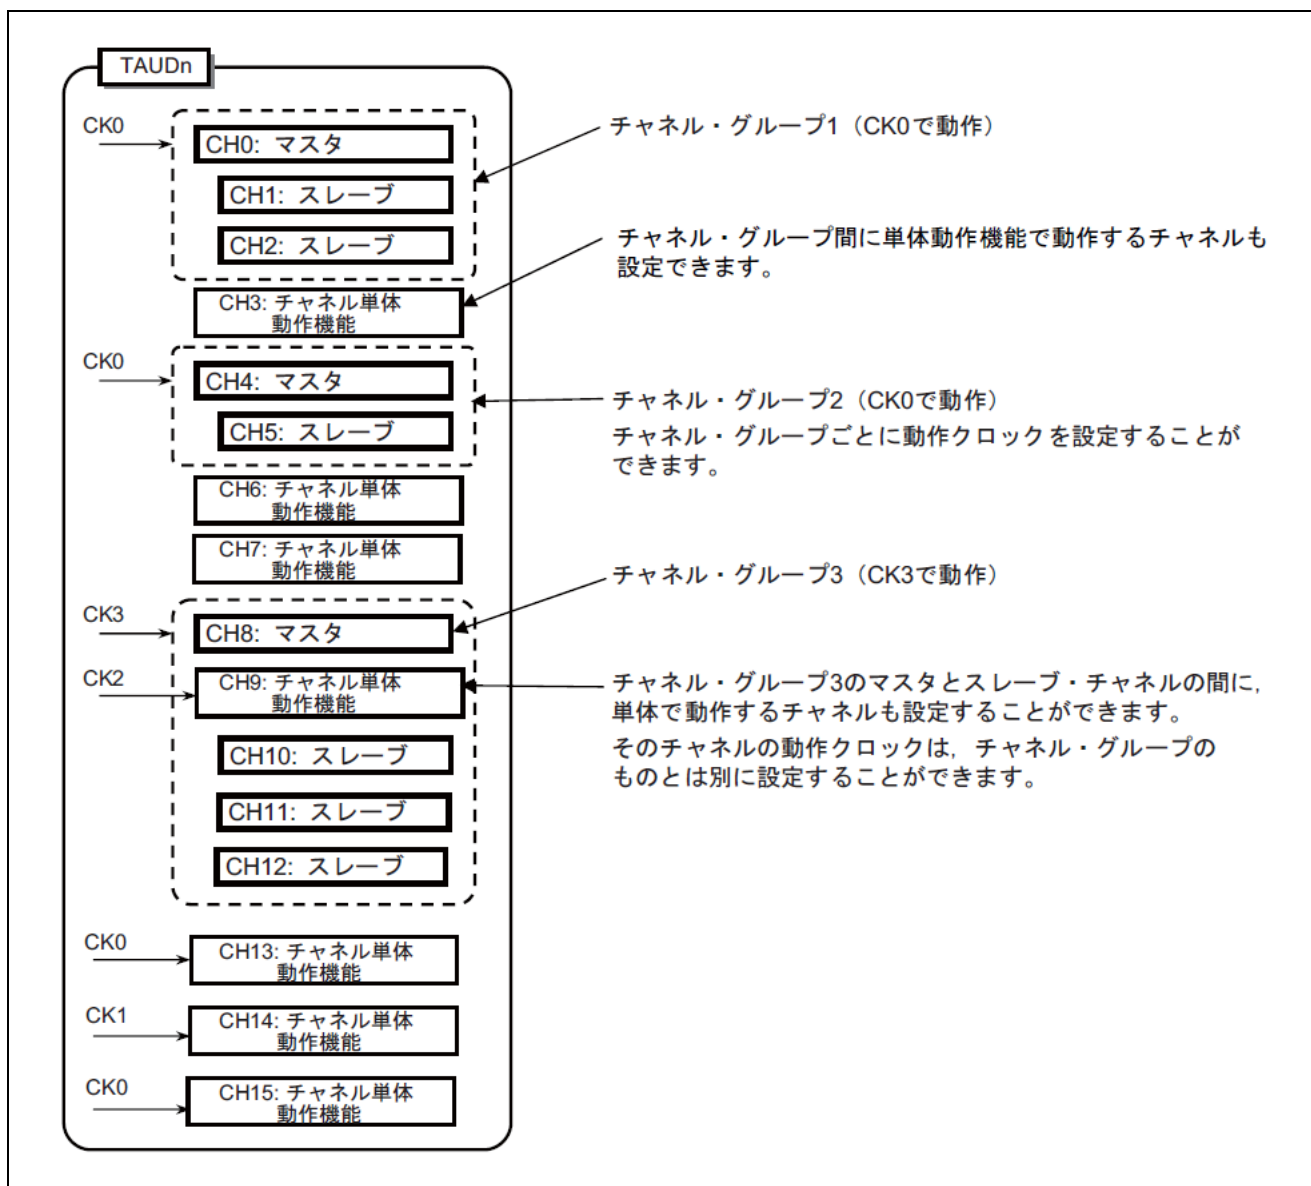 TAUDn
CK0
CH0: マスタ
CH1: スレーブ
CH2: スレーブ
チャネル・グループ1（CK0で動作）
CH3: チャネル単体
動作機能
チャネル・グループ間に単体動作機能で動作するチャネルも
設定できます。
CK0
CH4: マスタ
CH5: スレーブ
チャネル・グループ2（CK0で動作）
チャネル・グループごとに動作クロックを設定することが
できます。
CH6: チャネル単体
動作機能
CH7: チャネル単体
動作機能
チャネル・グループ3（CK3で動作）
CK3
CH8: マスタ
CK2
CH9: チャネル単体
動作機能
チャネル・グループ3のマスタとスレーブ・チャネルの間に，
単体で動作するチャネルも設定することができます。
そのチャネルの動作クロックは，チャネル・グループの
ものとは別に設定することができます。
CH10: スレーブ
CH11: スレーブ
CH12: スレーブ
CK0
CH13: チャネル単体
動作機能
CK1
CH14: チャネル単体
動作機能
CK0
CH15: チャネル単体
動作機能